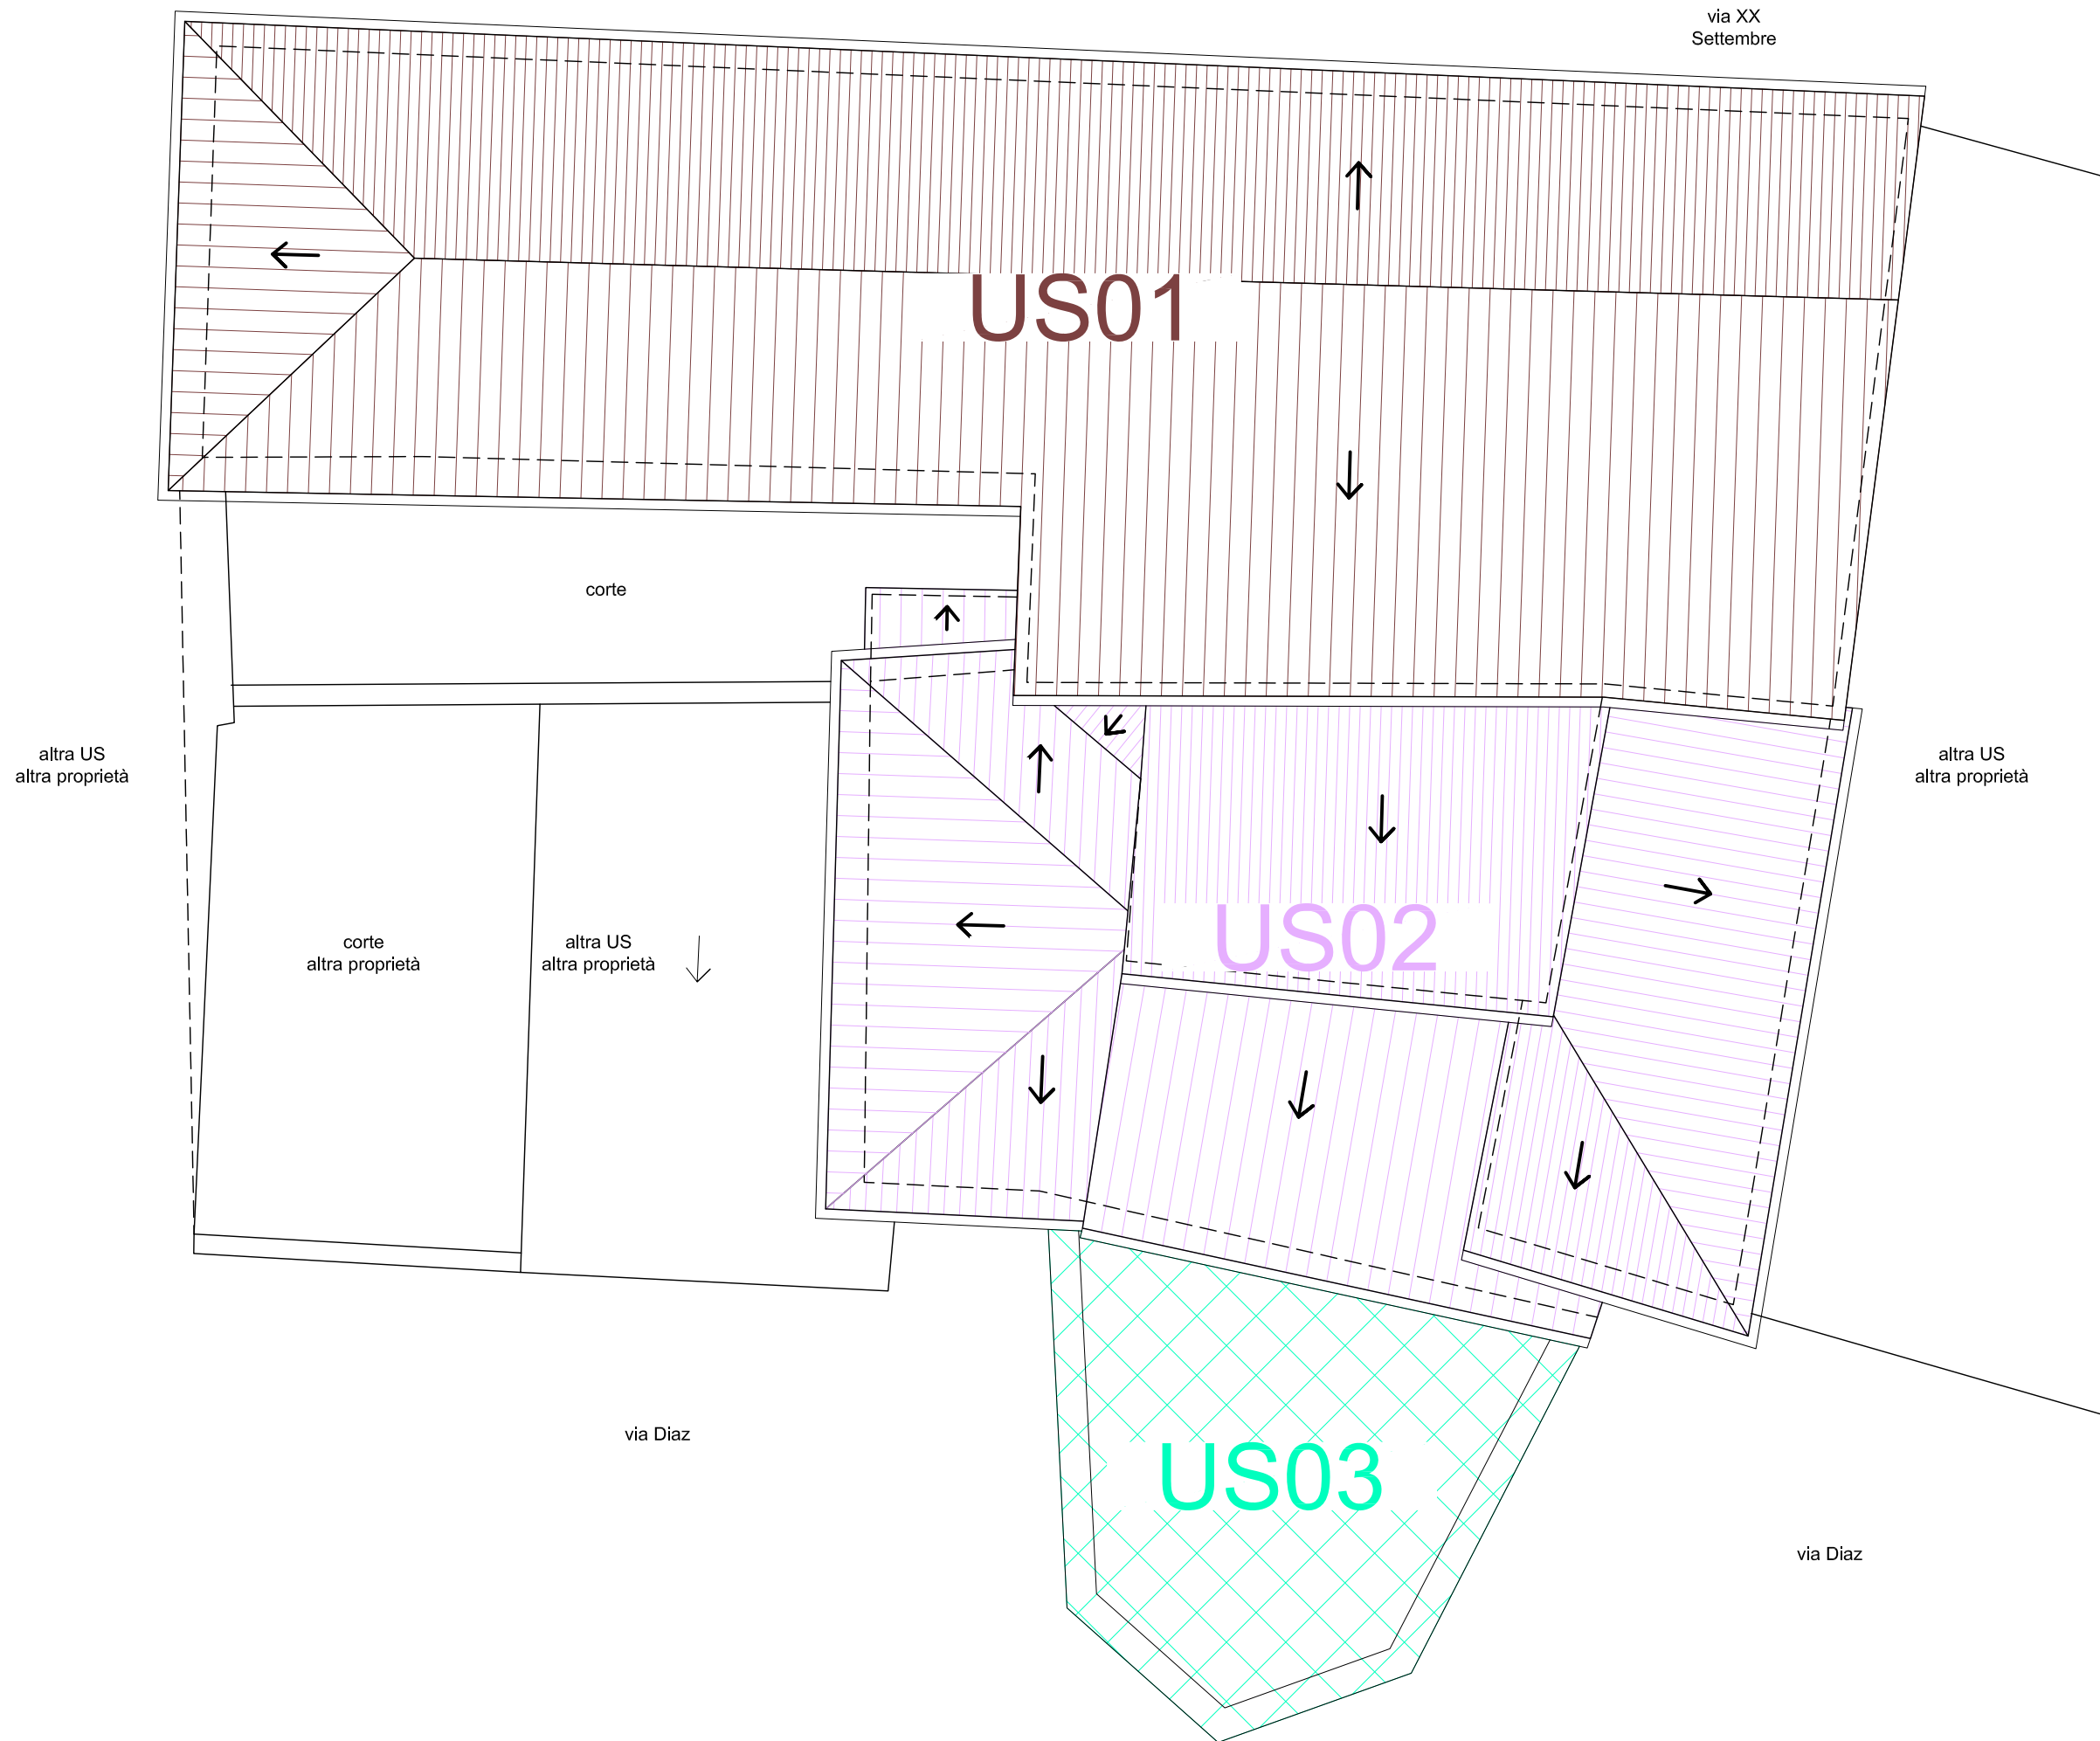 via XX
Settembre
US01
corte
altra US
altra proprietà
altra US
altra proprietà
corte
altra proprietà
altra US
altra proprietà
US02
via Diaz
US03
via Diaz